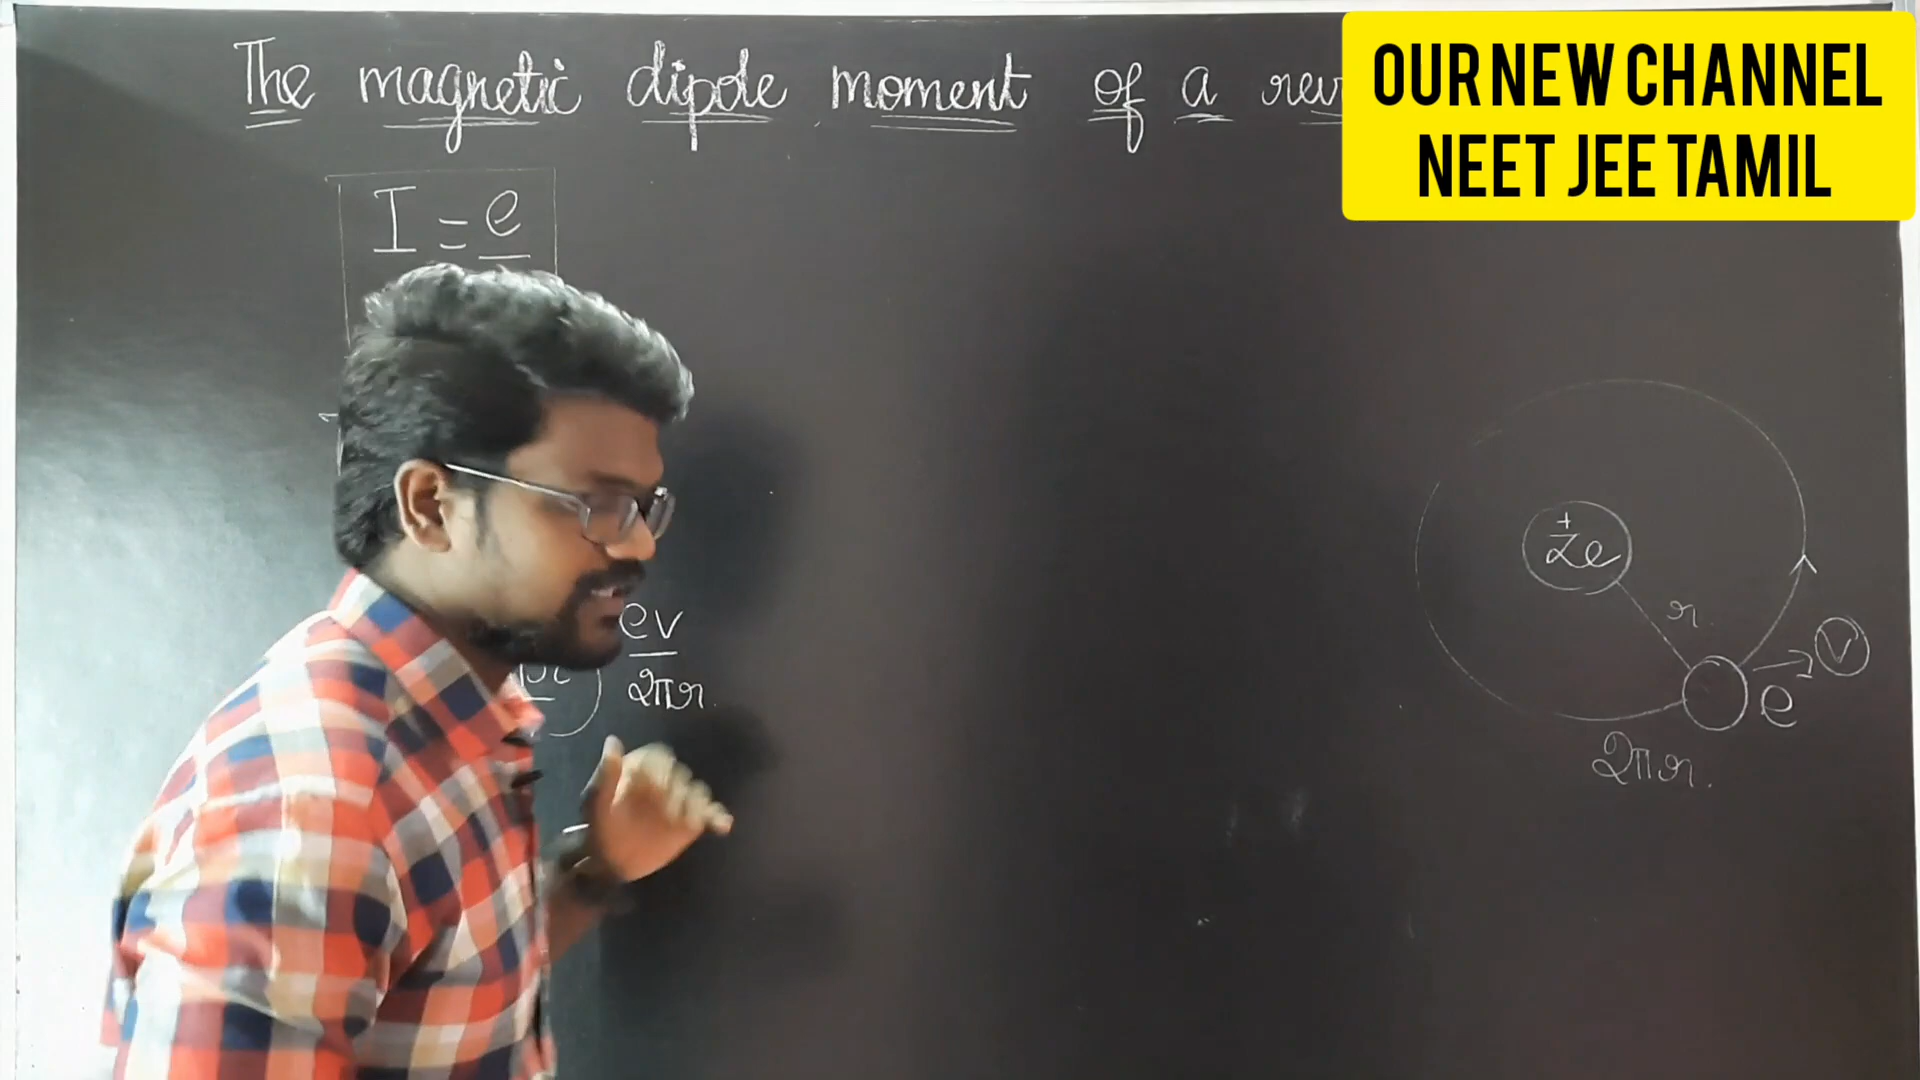 The magnetic dipole moment of a rev
OUR NEW CHANNEL
NEET JEE TAMIL
I = e
ev
2πr.
+
Ze
r.
V
e
2πr.